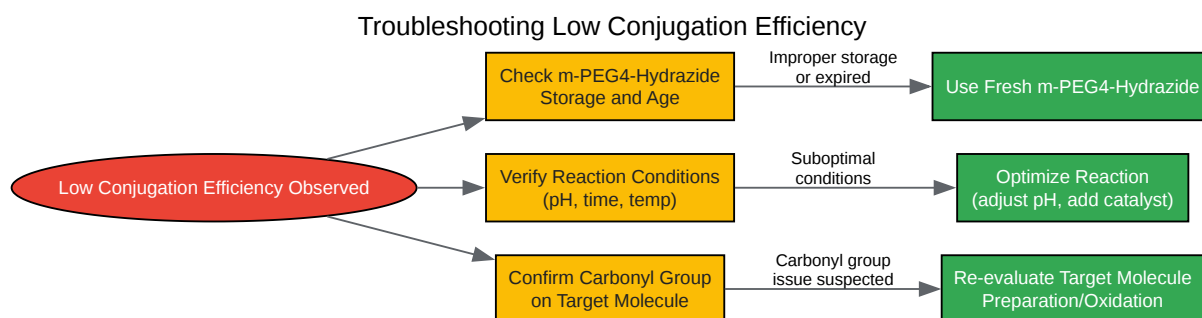 Troubleshooting Low Conjugation Efficiency
Low Conjugation Efficiency Observed
Check m-PEG4-Hydrazide
Storage and Age
Improper storage
or expired
Use Fresh m-PEG4-Hydrazide
Verify Reaction Conditions
(pH, time, temp)
Suboptimal
conditions
Optimize Reaction
(adjust pH, add catalyst)
Confirm Carbonyl Group
on Target Molecule
Carbonyl group
issue suspected
Re-evaluate Target Molecule
Preparation/Oxidation